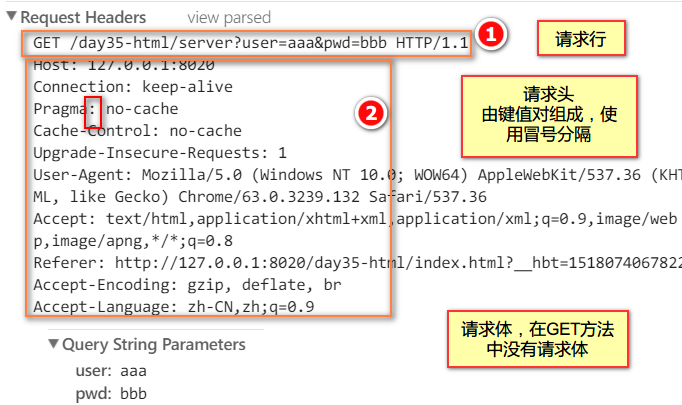 Request Headers view parsed
GET /day35-html/server?user=aaa&pwd=bbb HTTP/1.1
1
请求行
Host: 127.0.0.1:8020
Connection: keep-alive
Pragma: no-cache
Cache-Control: no-cache
Upgrade-Insecure-Requests: 1
2
请求头
由键值对组成，使
用冒号分隔
User-Agent: Mozilla/5.0 (Windows NT 10.0; WOW64) AppleWebKit/537.36 (KHT
ML, like Gecko) Chrome/63.0.3239.132 Safari/537.36
Accept: text/html,application/xhtml+xml,application/xml;q=0.9,image/web
p,image/apng,*/*;q=0.8
Referer: http://127.0.0.1:8020/day35-html/index.html?__hbt=1518074067822
Accept-Encoding: gzip, deflate, br
Accept-Language: zh-CN,zh;q=0.9
请求体，在GET方法
中没有请求体
Query String Parameters
user: aaa
pwd: bbb